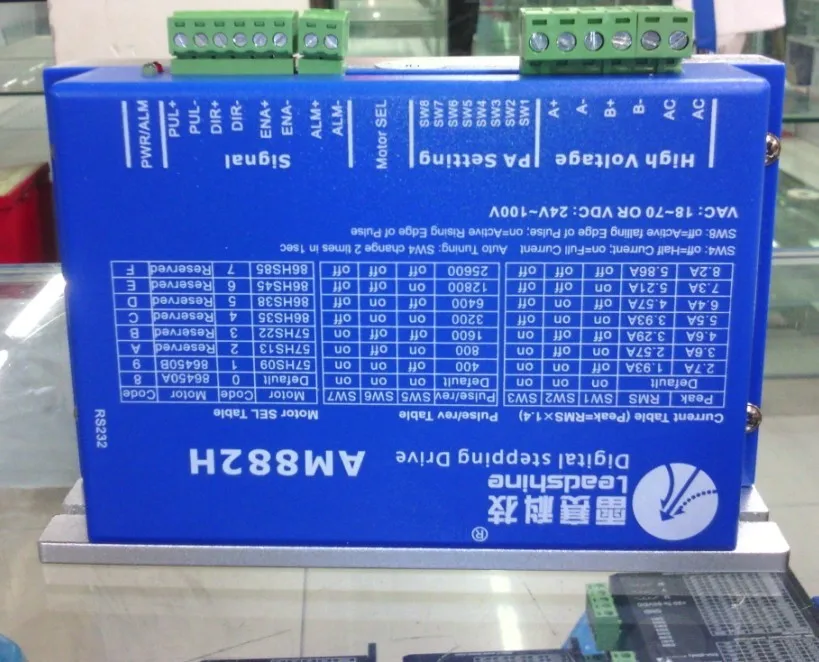 ®
雷赛科技
Leadshine
Digital stepping Drive
AM882H
RS232
Current Table (Peak=RMS×1.4) Pulse/rev Table Motor SEL Table
Peak RMS SW1 SW2 SW3 Pulse/rev SW5 SW6 SW7 Motor Code Motor Code
Default on on on Default on on on Default 0 86450A 8
2.7A 1.93A off on on 400 off on on 57HS09 1 86450B 9
3.6A 2.57A on off on 800 on off on 57HS13 2 Reserved A
4.6A 3.29A off off on 1600 off off on 57HS22 3 Reserved B
5.5A 3.93A on on off 3200 on on off 86HS35 4 Reserved C
6.4A 4.57A off on off 6400 off on off 86HS38 5 Reserved D
7.3A 5.21A on off off 12800 on off off 86HS45 6 Reserved E
8.2A 5.86A off off off 25600 off off off 86HS85 7 Reserved F
SW4: off=Half Current; on=Full Current Auto Tuning: SW4 change 2 times in 1sec
SW8: off=Active falling Edge of Pulse; on=Active Rising Edge of Pulse
VAC: 18~70 OR VDC: 24V~100V
High Voltage PA Setting Signal
AC
AC
B-
B+
A-
A+
SW1
SW2
SW3
SW4
SW5
SW6
SW7
SW8
Motor SEL
ALM-
ALM+
ENA-
ENA+
DIR-
DIR+
PUL-
PUL+
PWR/ALM